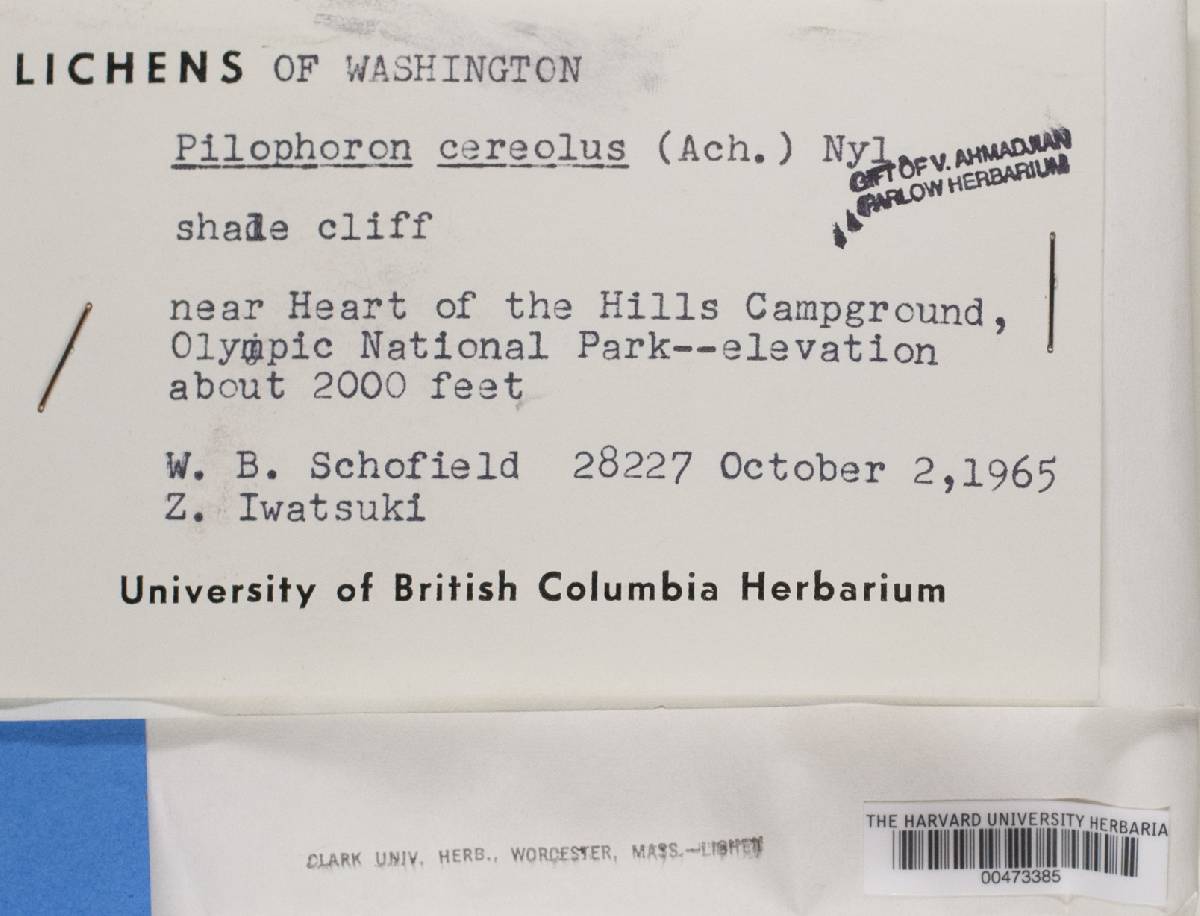 LICHENS OF WASHINGTON
Pilophoron cereolus (Ach.) Nyl.
GIFT OF V. AHMADJIAN
FARLOW HERBARIUM
shade cliff
near Heart of the Hills Campground,
Olympic National Park--elevation
about 2000 feet
W. B. Schofield 28227 October 2,1965
Z. Iwatsuki
University of British Columbia Herbarium
CLARK UNIV. HERB., WORCESTER, MASS.—LICHEN
THE HARVARD UNIVERSITY HERBARIA
00473385